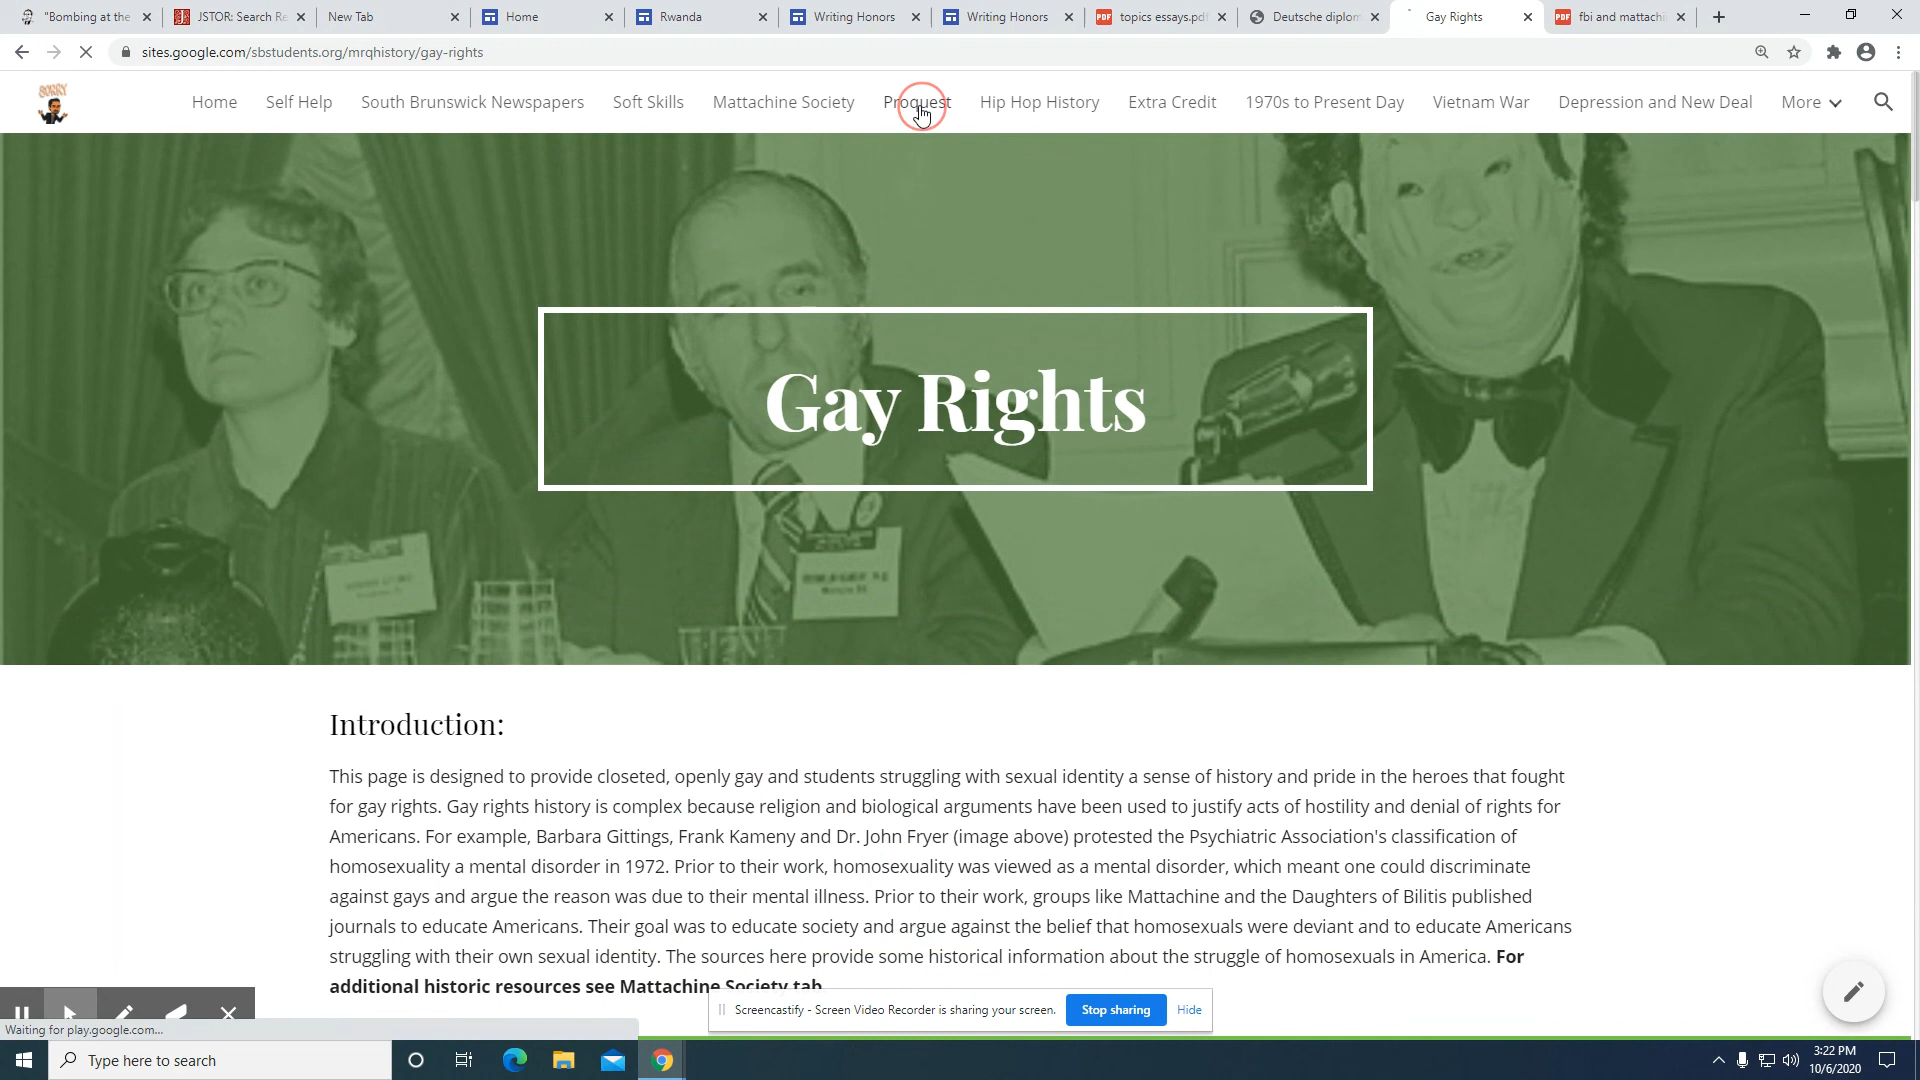 "Bombing at the
JSTOR: Search Re
New Tab
Home
Rwanda
Writing Honors
Writing Honors
topics essays.pdf
Deutsche diplom
Gay Rights
fbi and mattachi
sites.google.com/sbstudents.org/mrqhistory/gay-rights
SORRY
Home
Self Help
South Brunswick Newspapers
Soft Skills
Mattachine Society
Proquest
Hip Hop History
Extra Credit
1970s to Present Day
Vietnam War
Depression and New Deal
More
Gay Rights
Introduction:
This page is designed to provide closeted, openly gay and students struggling with sexual identity a sense of history and pride in the heroes that fought
for gay rights. Gay rights history is complex because religion and biological arguments have been used to justify acts of hostility and denial of rights for
Americans. For example, Barbara Gittings, Frank Kameny and Dr. John Fryer (image above) protested the Psychiatric Association's classification of
homosexuality a mental disorder in 1972. Prior to their work, homosexuality was viewed as a mental disorder, which meant one could discriminate
against gays and argue the reason was due to their mental illness. Prior to their work, groups like Mattachine and the Daughters of Bilitis published
journals to educate Americans. Their goal was to educate society and argue against the belief that homosexuals were deviant and to educate Americans
struggling with their own sexual identity. The sources here provide some historical information about the struggle of homosexuals in America. For
additional historic resources see Mattachine Society tab
Screencastify - Screen Video Recorder is sharing your screen.
Stop sharing
Hide
Waiting for play.google.com...
Type here to search
3:22 PM
10/6/2020